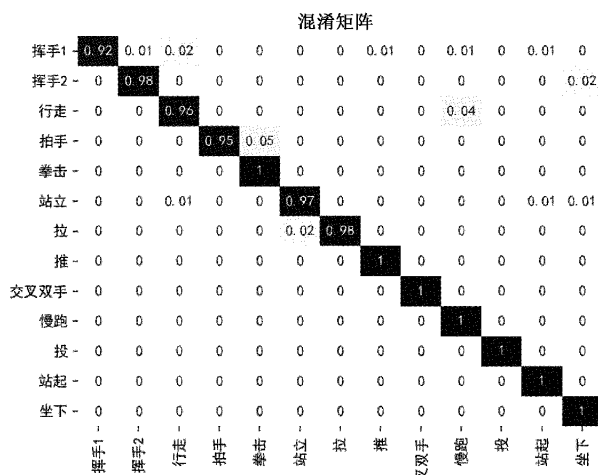 混淆矩阵
挥手1 - 0.92 0.01 0.02 0 0 0 0 0.01 0 0.01 0 0.01 0
挥手2 - 0 0.98 0 0 0 0 0 0 0 0 0 0 0.02
行走 - 0 0 0.96 0 0 0 0 0 0 0.04 0 0 0
拍手 - 0 0 0 0.95 0.05 0 0 0 0 0 0 0 0
拳击 - 0 0 0 0 1 0 0 0 0 0 0 0 0
站立 - 0 0 0.01 0 0 0.97 0 0 0 0 0 0.01 0.01
拉 - 0 0 0 0 0 0.02 0.98 0 0 0 0 0 0
推 - 0 0 0 0 0 0 0 1 0 0 0 0 0
交叉双手 - 0 0 0 0 0 0 0 0 1 0 0 0 0
慢跑 - 0 0 0 0 0 0 0 0 0 1 0 0 0
投 - 0 0 0 0 0 0 0 0 0 0 1 0 0
站起 - 0 0 0 0 0 0 0 0 0 0 0 1 0
坐下 - 0 0 0 0 0 0 0 0 0 0 0 0 1
挥手1 -
挥手2 -
行走 -
拍手 -
拳击 -
站立 -
拉 -
推 -
叉双手 -
慢跑 -
投 -
站起 -
坐下 -